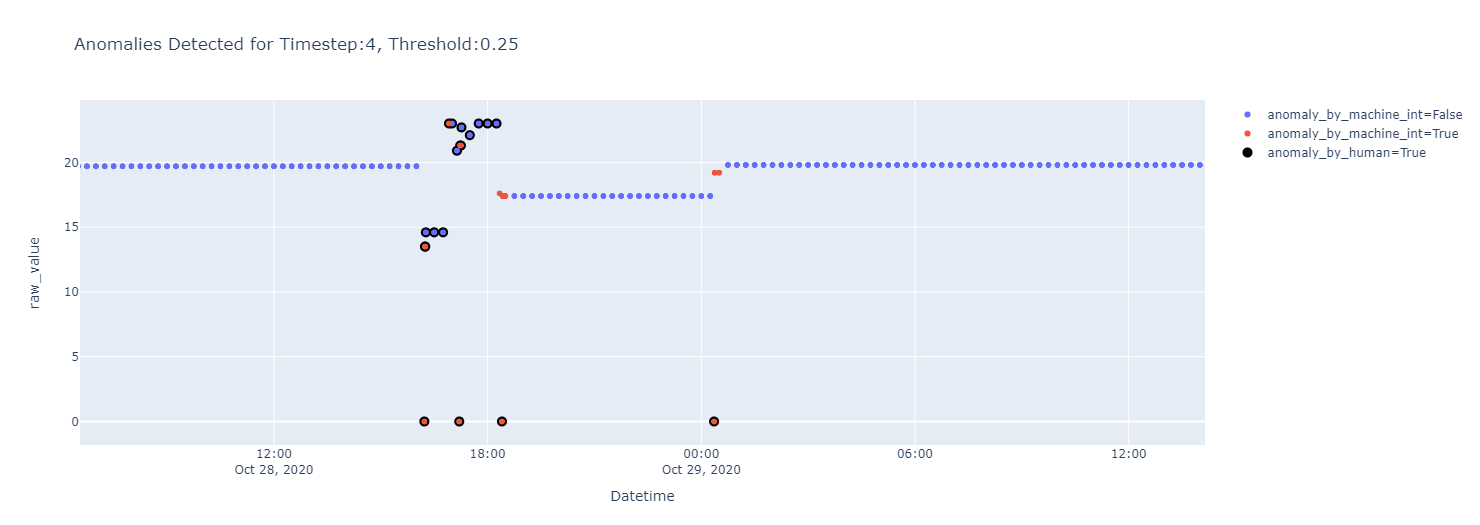 Anomalies Detected for Timestep:4, Threshold:0.25
anomaly_by_machine_int=False
anomaly_by_machine_int=True
anomaly_by_human=True
raw_value
20
15
10
5
0
12:00
Oct 28, 2020
18:00
00:00
Oct 29, 2020
06:00
12:00
Datetime